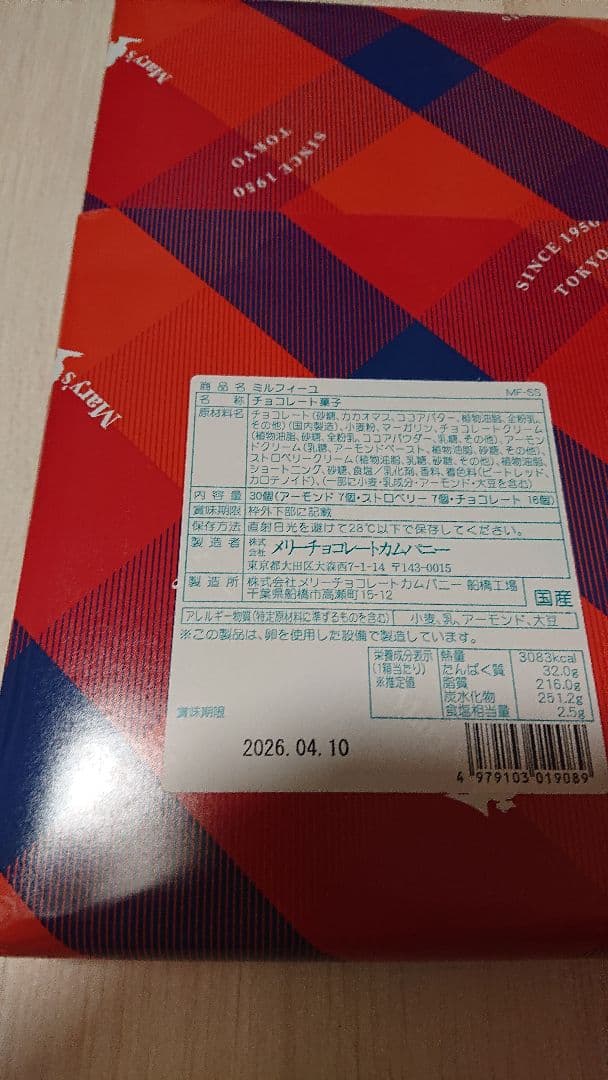 Mary's
SINCE 1950
TOKYO
SINCE 1950
TOKYO
Mary's
商品名 ミルフィーユ MF-SS
名 称 チョコレート菓子
原材料名 チョコレート(砂糖、カカオマス、ココアバター、植物油脂、全粉乳、
その他)(国内製造)、小麦粉、マーガリン、チョコレートクリーム
(植物油脂、砂糖、全粉乳、ココアパウダー、乳糖、その他)、アーモン
ドクリーム(乳糖、アーモンドペースト、植物油脂、砂糖、その他)、
ストロベリークリーム(植物油脂、乳糖、砂糖、その他)、植物油脂、
ショートニング、砂糖、食塩/乳化剤、香料、着色料(ビートレッド、
カロテノイド)、(一部に小麦・乳成分・アーモンド・大豆を含む)
内容量 30個(アーモンド 7個・ストロベリー 7個・チョコレート 16個)
賞味期限 枠外下部に記載
保存方法 直射日光を避けて28℃以下で保存してください。
製造者 株式会社 メリーチョコレートカムパニー
東京都大田区大森西7-1-14 〒143-0015
製造所 株式会社メリーチョコレートカムパニー 船橋工場
千葉県船橋市高瀬町15-12
国産
アレルギー物質(特定原材料に準ずるものを含む) 小麦、乳、アーモンド、大豆
※この製品は、卵を使用した設備で製造しています。
栄養成分表示 熱量 3083kcal
(1箱当たり) たんぱく質 32.0g
※推定値 脂質 216.0g
炭水化物 251.2g
食塩相当量 2.5g
賞味期限
2026.04.10
4 979103 019089